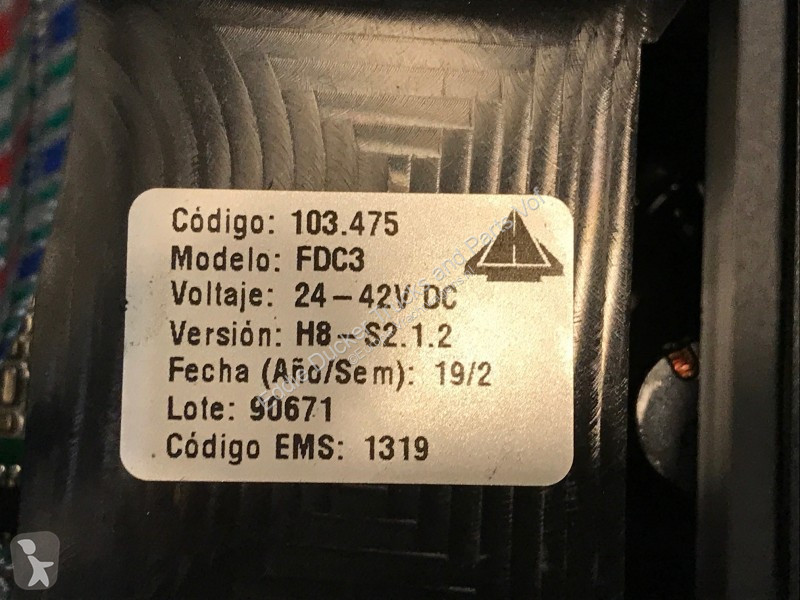 Código: 103.475
Modelo: FDC3
Voltaje: 24-42V DC
Versión: H8-S2.1.2
Fecha (Año/Sem): 19/2
Lote: 90671
Código EMS: 1319